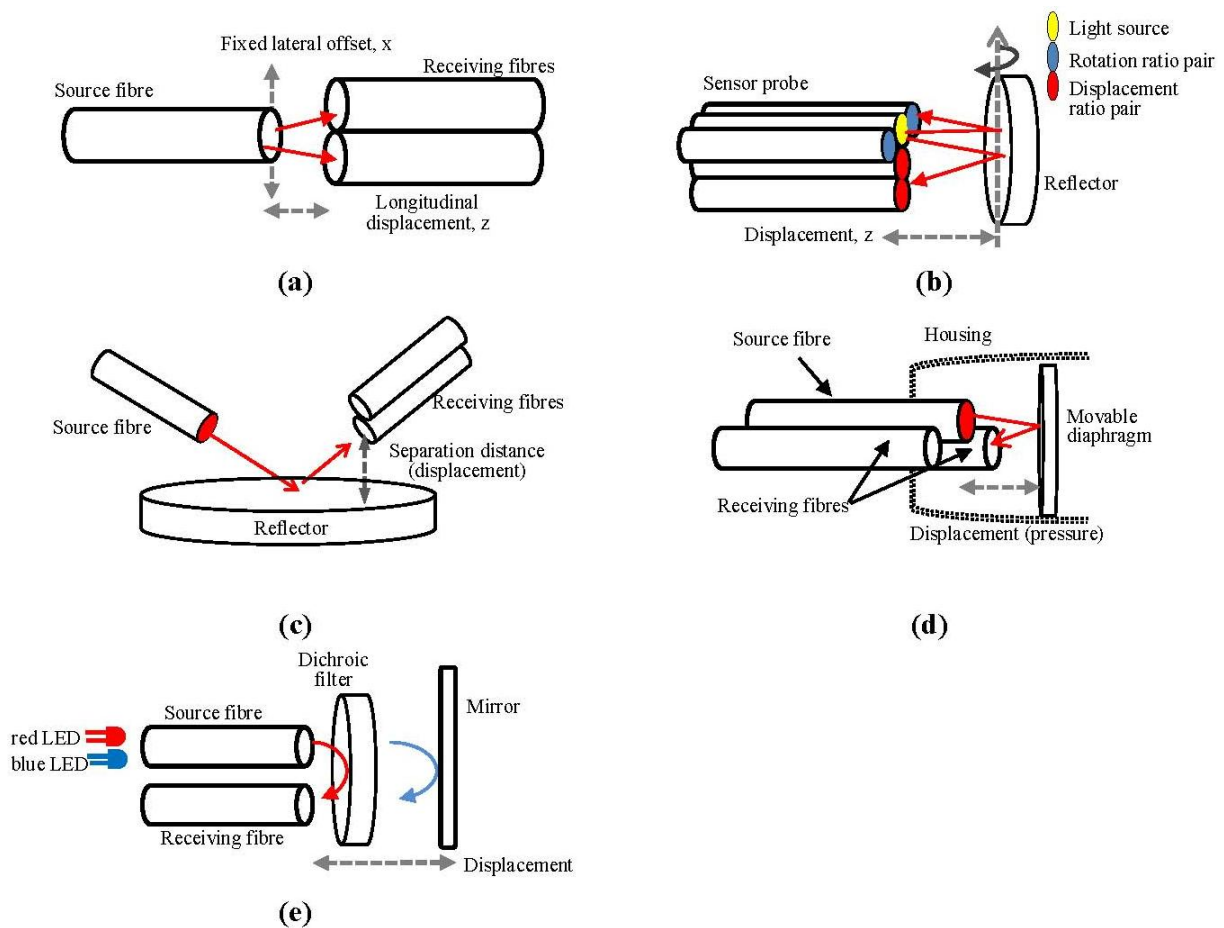 Fixed lateral offset, x
Receiving fibres
Source fibre
Longitudinal
displacement, z
(a)
Light source
Rotation ratio pair
Displacement
ratio pair
Sensor probe
Reflector
Displacement, z
(b)
Source fibre
Receiving fibres
Separation distance
(displacement)
Reflector
(c)
Housing
Source fibre
Movable
diaphragm
Receiving fibres
Displacement (pressure)
(d)
Dichroic
filter
Source fibre
Mirror
red LED
blue LED
Receiving fibre
Displacement
(e)